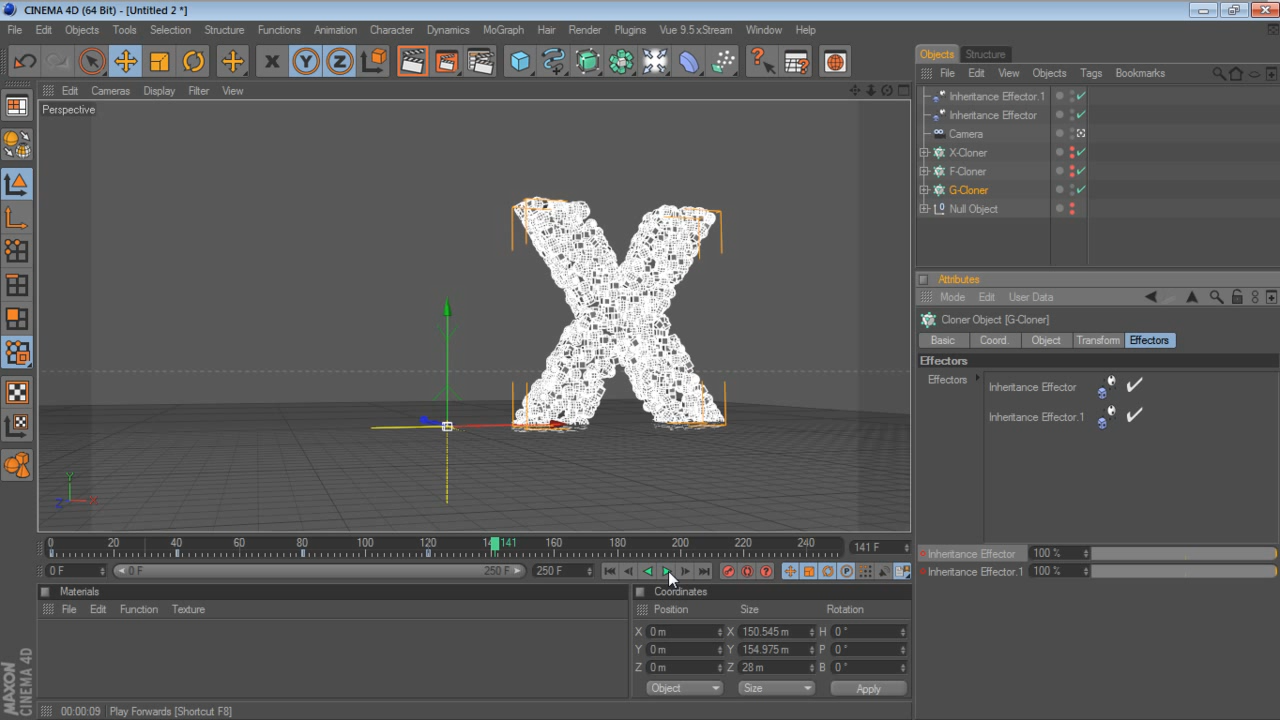 CINEMA 4D (64 Bit) - [Untitled 2 *]
File Edit Objects Tools Selection Structure Functions Animation Character Dynamics MoGraph Hair Render Plugins Vue 9.5 xStream Window Help
Objects Structure
File Edit View Objects Tags Bookmarks
Edit Cameras Display Filter View
Perspective
Inheritance Effector.1
Inheritance Effector
Camera
X-Cloner
F-Cloner
G-Cloner
Null Object
Attributes
Mode Edit User Data
Cloner Object [G-Cloner]
Basic Coord. Object Transform Effectors
Effectors
Effectors
Inheritance Effector
Inheritance Effector.1
Inheritance Effector 100 %
Inheritance Effector.1 100 %
X
Y
Z
0 20 40 60 80 100 120 141 160 180 200 220 240 141 F
0 F 0 F 250 F 250 F
Materials
File Edit Function Texture
Coordinates
Position Size Rotation
X 0 m X 150.545 m H 0 °
Y 0 m Y 154.975 m P 0 °
Z 0 m Z 28 m B 0 °
Object Size Apply
MAXON
CINEMA 4D
00:00:09 Play Forwards [Shortcut F8]